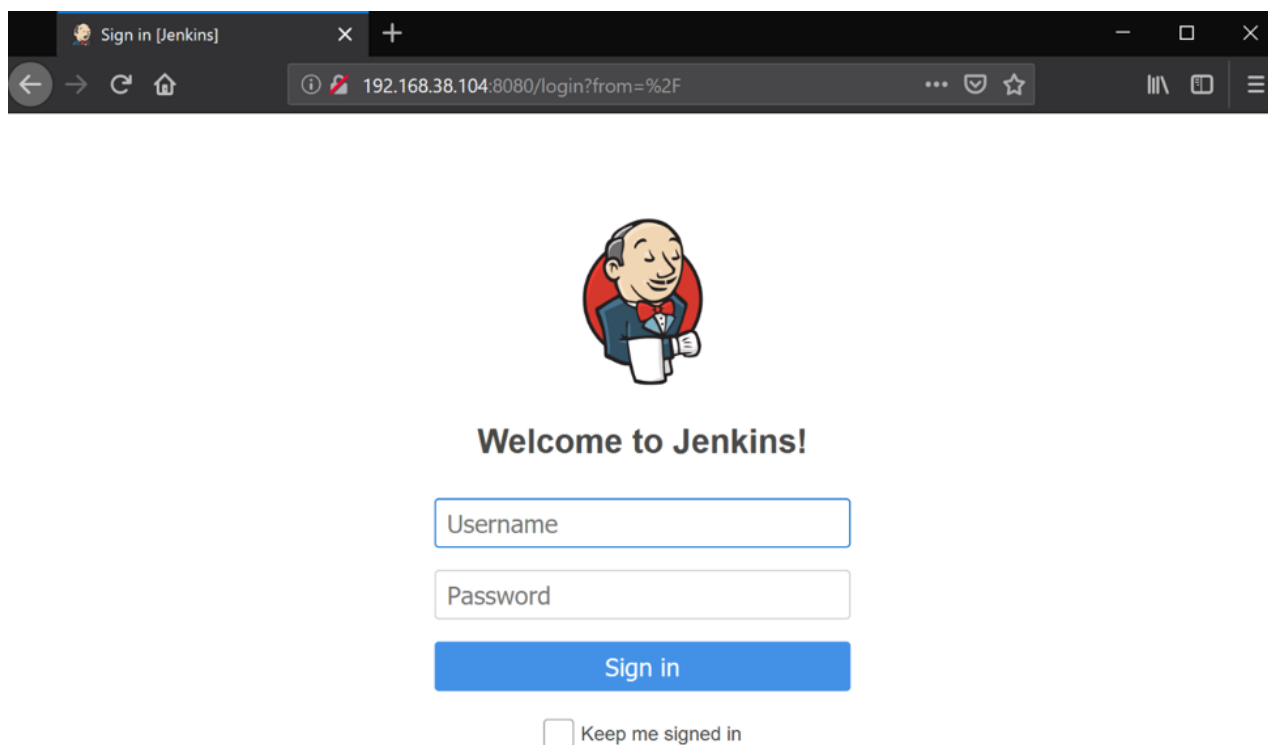 Sign in [Jenkins]
192.168.38.104:8080/login?from=%2F
Welcome to Jenkins!
Username
Password
Sign in
Keep me signed in